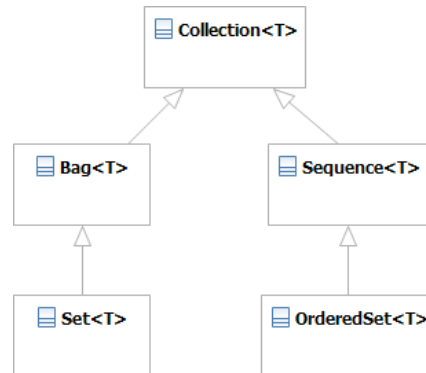 Collection<T>
Bag<T>
Sequence<T>
Set<T>
OrderedSet<T>